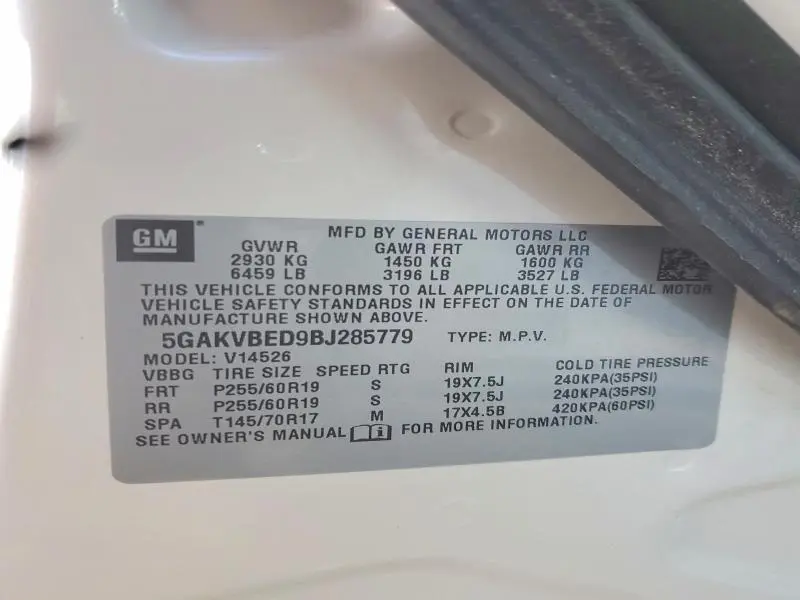 GM
MFD BY GENERAL MOTORS LLC
GVWR GAWR FRT GAWR RR
2930 KG 1450 KG 1600 KG
6459 LB 3196 LB 3527 LB
THIS VEHICLE CONFORMS TO ALL APPLICABLE U.S. FEDERAL MOTOR
VEHICLE SAFETY STANDARDS IN EFFECT ON THE DATE OF
MANUFACTURE SHOWN ABOVE.
5GAKVBED9BJ285779 TYPE: M.P.V.
MODEL: V14526
VBBG TIRE SIZE SPEED RTG RIM COLD TIRE PRESSURE
FRT P255/60R19 S 19X7.5J 240KPA(35PSI)
RR P255/60R19 S 19X7.5J 240KPA(35PSI)
SPA T145/70R17 M 17X4.5B 420KPA(60PSI)
SEE OWNER'S MANUAL FOR MORE INFORMATION.